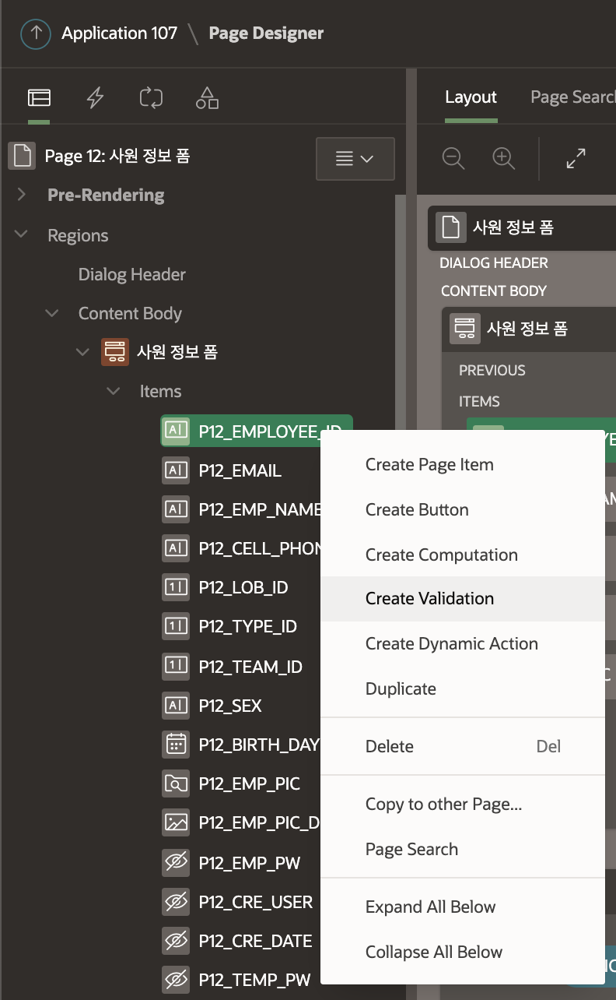 Application 107 \ Page Designer
Layout Page Search
Page 12: 사원 정보 폼
Pre-Rendering
Regions
Dialog Header
Content Body
사원 정보 폼
Items
P12_EMPLOYEE_ID
P12_EMAIL
P12_EMP_NAME
P12_CELL_PHON
P12_LOB_ID
P12_TYPE_ID
P12_TEAM_ID
P12_SEX
P12_BIRTH_DAY
P12_EMP_PIC
P12_EMP_PIC_D
P12_EMP_PW
P12_CRE_USER
P12_CRE_DATE
P12_TEMP_PW
사원 정보 폼
DIALOG HEADER
CONTENT BODY
사원 정보 폼
PREVIOUS
ITEMS
Create Page Item
Create Button
Create Computation
Create Validation
Create Dynamic Action
Duplicate
Delete Del
Copy to other Page...
Page Search
Expand All Below
Collapse All Below